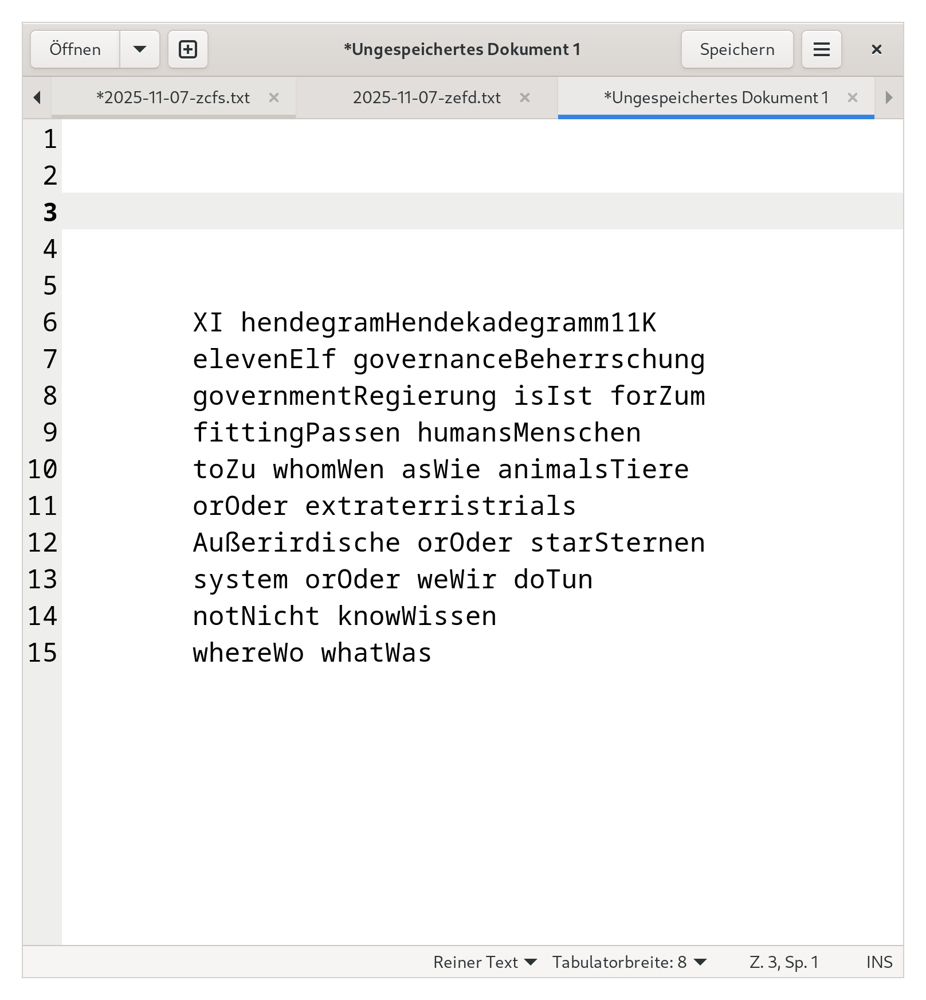 Öffnen *Ungespeichertes Dokument 1 Speichern
*2025-11-07-zcfs.txt 2025-11-07-zefd.txt *Ungespeichertes Dokument 1
1
2
3
4
5
6 XI hendegramHendekadegramm11K
7 elevenElf governanceBeherrschung
8 governmentRegierung isIst forZum
9 fittingPassen humansMenschen
10 toZu whomWen asWie animalsTiere
11 orOder extraterristrials
12 Außerirdische orOder starSternen
13 system orOder weWir doTun
14 notNicht knowWissen
15 whereWo whatWas
Reiner Text Tabulatorbreite: 8 Z. 3, Sp. 1 INS